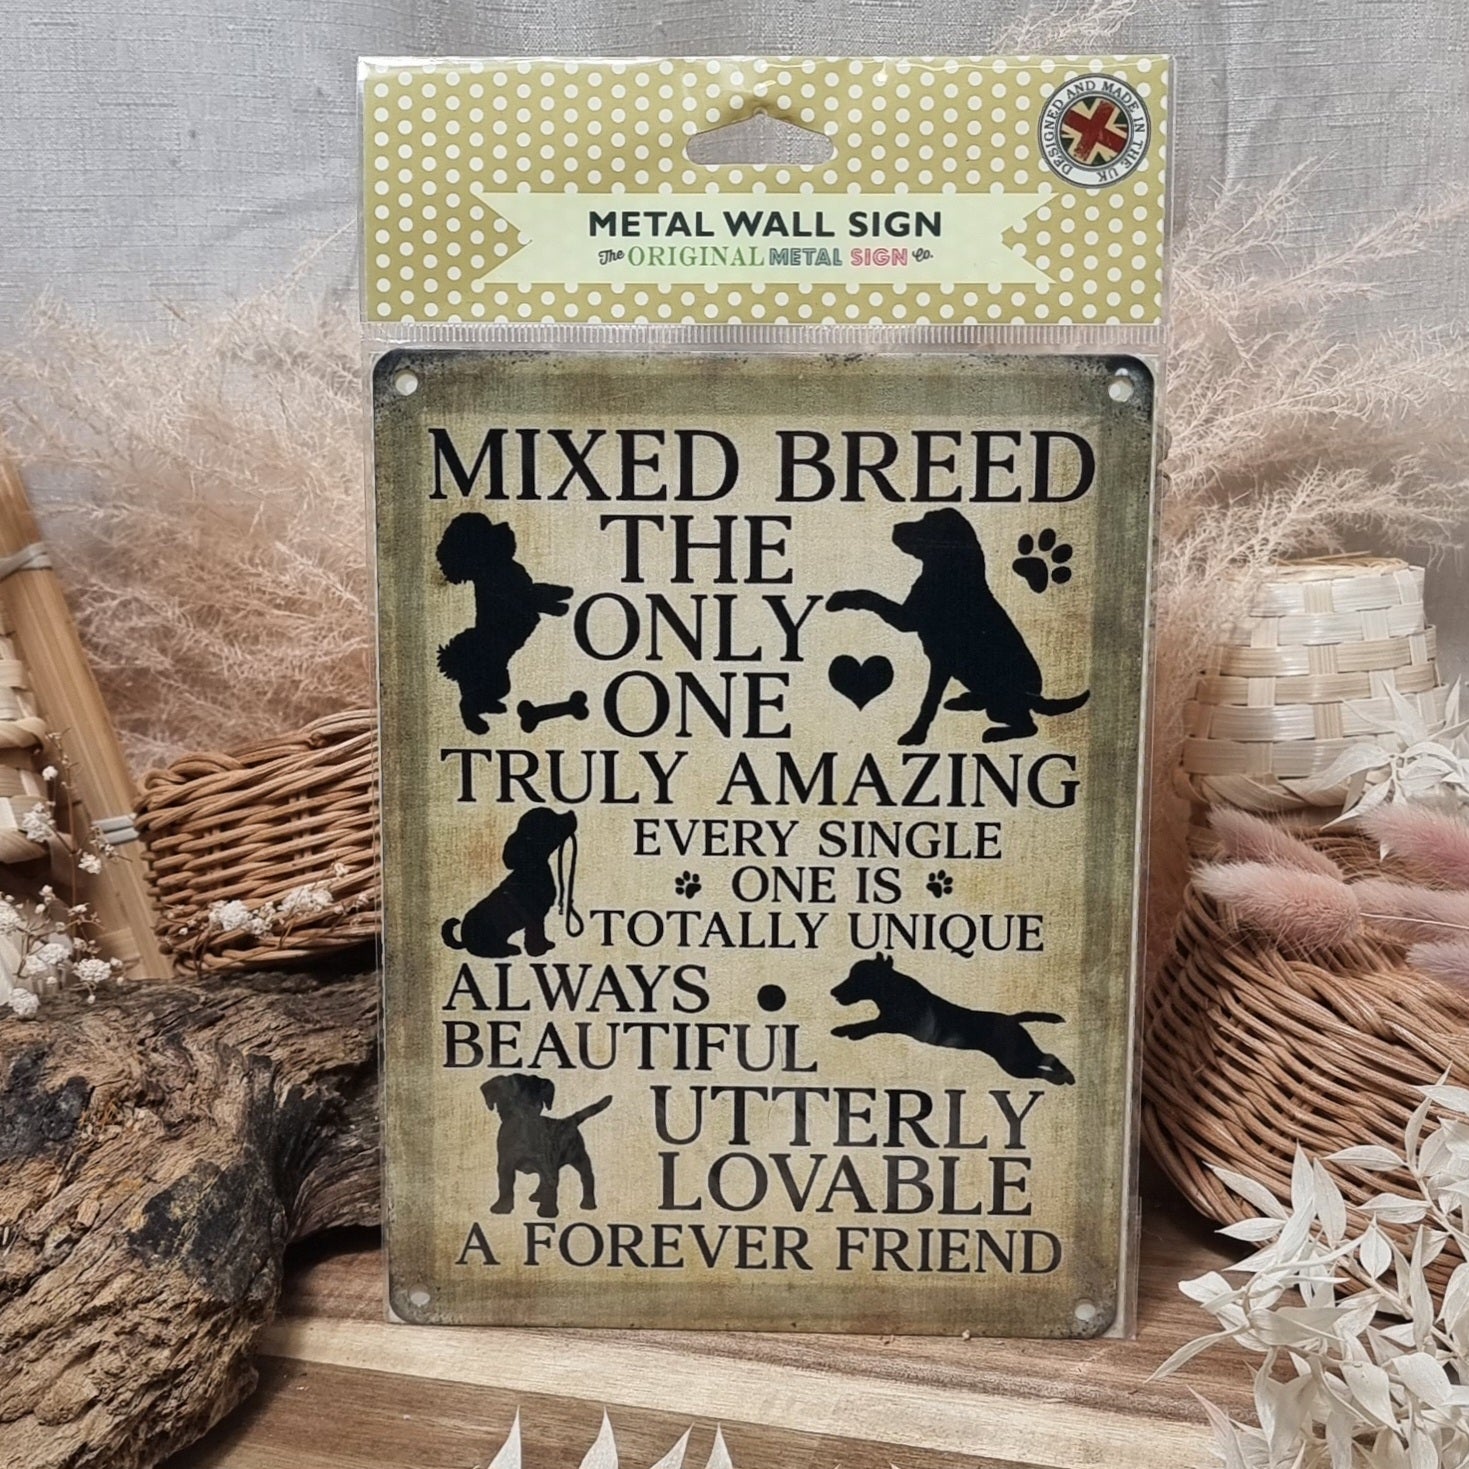 DESIGNED AND MADE IN THE UK
METAL WALL SIGN
The ORIGINAL METAL SIGN Co.
MIXED BREED
THE
ONLY
ONE
TRULY AMAZING
EVERY SINGLE
ONE IS
TOTALLY UNIQUE
ALWAYS
BEAUTIFUL
UTTERLY
LOVABLE
A FOREVER FRIEND